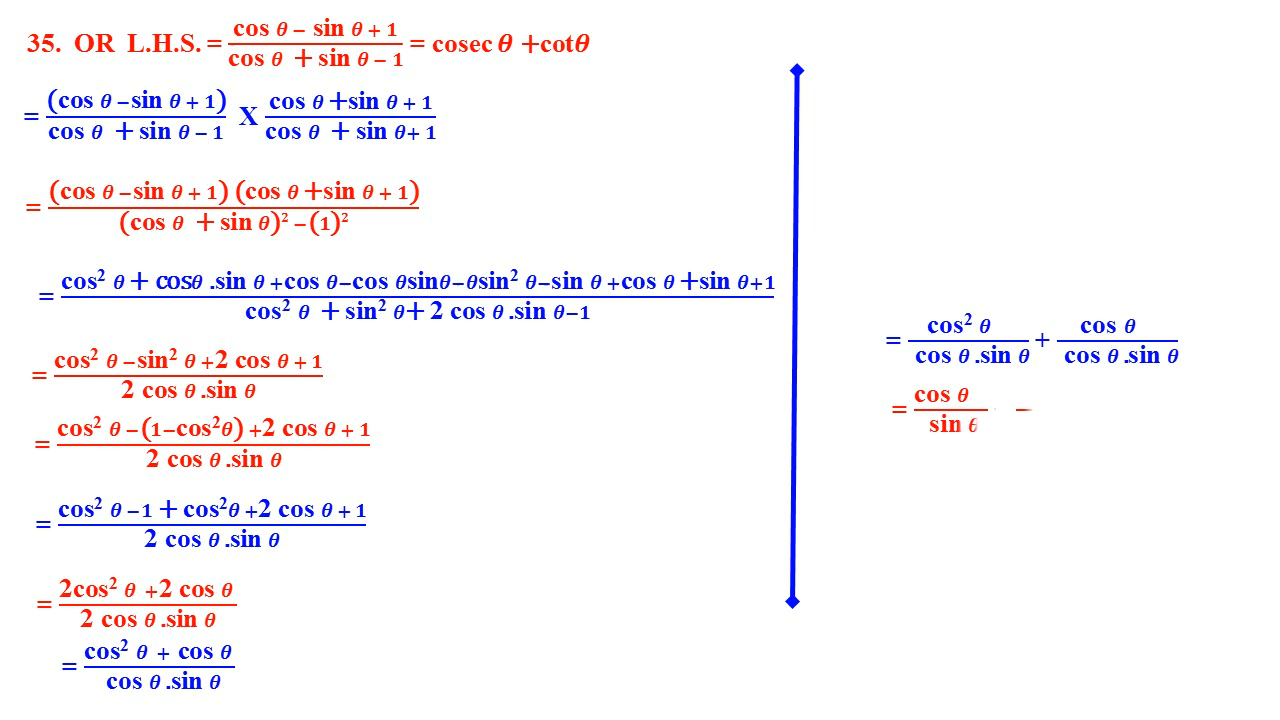 35. OR L.H.S. = (cos θ – sin θ + 1)/(cos θ + sin θ – 1) = cosec θ + cotθ
= ((cos θ –sin θ + 1))/(cos θ + sin θ – 1) X (cos θ +sin θ + 1)/(cos θ + sin θ+ 1)
= ((cos θ –sin θ + 1) (cos θ +sin θ + 1))/((cos θ + sin θ)² – (1)²)
= (cos² θ + cosθ .sin θ +cos θ–cos θsinθ–θsin² θ–sin θ +cos θ +sin θ+1)/(cos² θ + sin² θ+ 2 cos θ .sin θ–1)
= (cos² θ –sin² θ +2 cos θ + 1)/(2 cos θ .sin θ)
= (cos² θ – (1–cos²θ) +2 cos θ + 1)/(2 cos θ .sin θ)
= (cos² θ –1 + cos²θ +2 cos θ + 1)/(2 cos θ .sin θ)
= (2cos² θ +2 cos θ)/(2 cos θ .sin θ)
= (cos² θ + cos θ)/(cos θ .sin θ)
= (cos² θ)/(cos θ .sin θ) + (cos θ)/(cos θ .sin θ)
= (cos θ)/(sin θ)